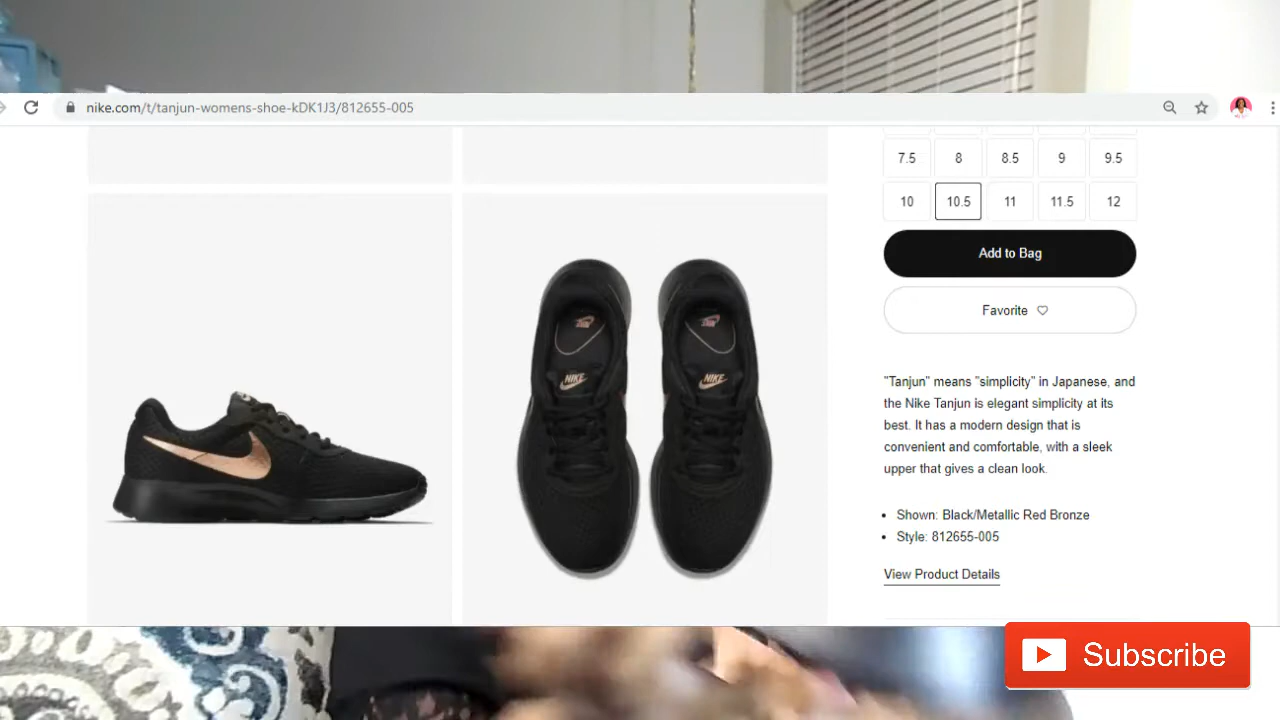 nike.com/t/tanjun-womens-shoe-kDK1J3/812655-005
7.5 8 8.5 9 9.5
10 10.5 11 11.5 12
Add to Bag
Favorite
NIKE NIKE
"Tanjun" means "simplicity" in Japanese, and
the Nike Tanjun is elegant simplicity at its
best. It has a modern design that is
convenient and comfortable, with a sleek
upper that gives a clean look.
Shown: Black/Metallic Red Bronze
Style: 812655-005
View Product Details
Subscribe